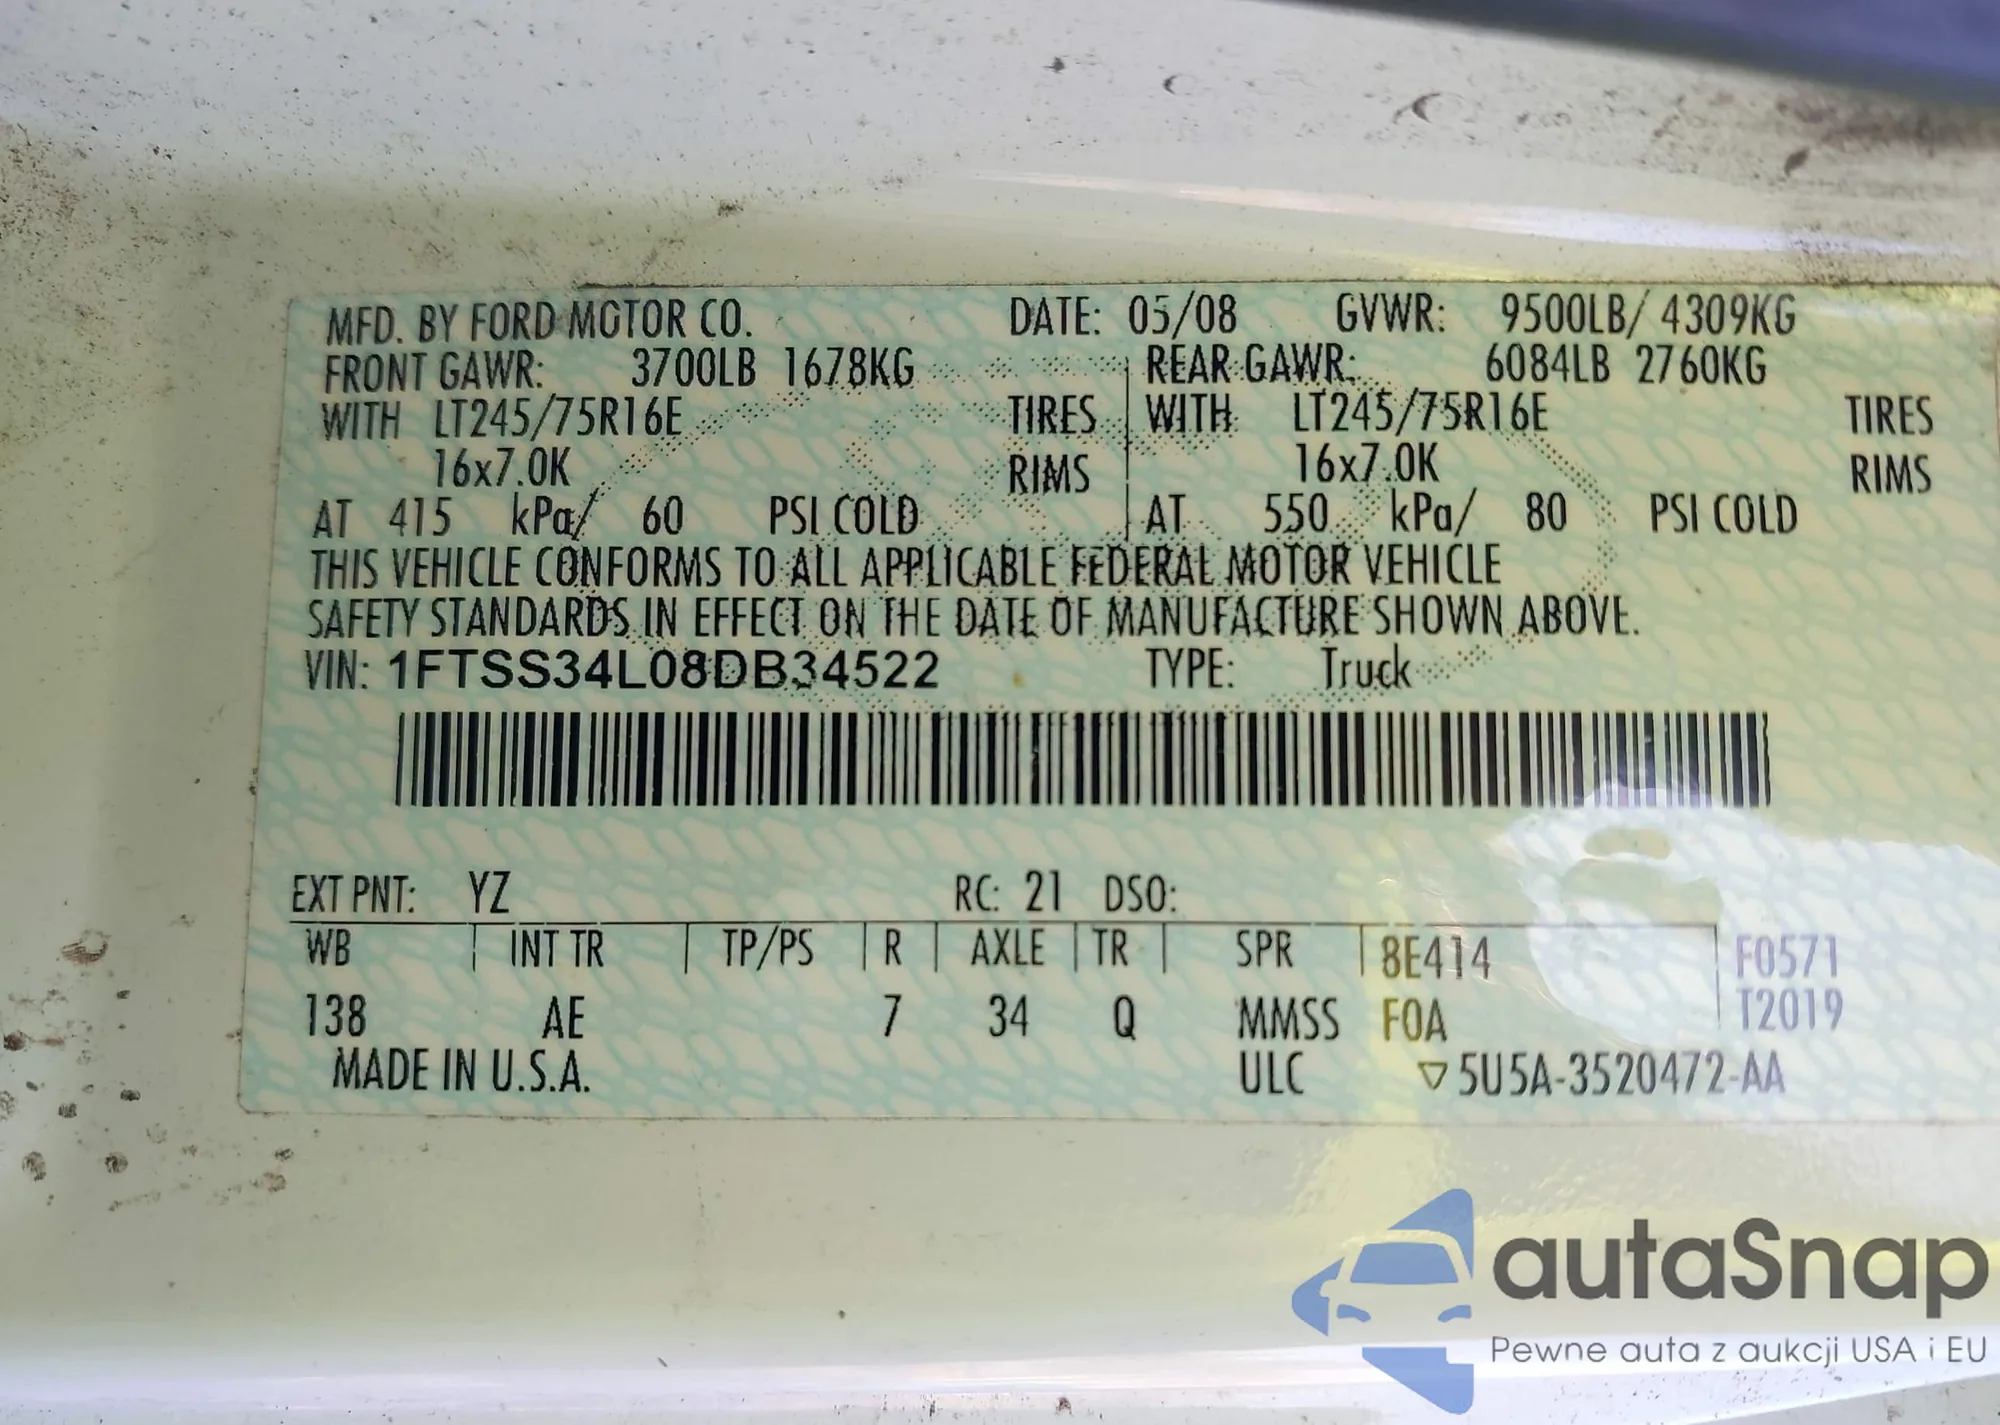 MFD. BY FORD MOTOR CO. DATE: 05/08 GVWR: 9500LB/ 4309KG
FRONT GAWR: 3700LB 1678KG REAR GAWR: 6084LB 2760KG
WITH LT245/75R16E TIRES WITH LT245/75R16E TIRES
16x7.0K RIMS 16x7.0K RIMS
AT 415 kPa/ 60 PSI COLD AT 550 kPa/ 80 PSI COLD
THIS VEHICLE CONFORMS TO ALL APPLICABLE FEDERAL MOTOR VEHICLE
SAFETY STANDARDS IN EFFECT ON THE DATE OF MANUFACTURE SHOWN ABOVE.
VIN: 1FTSS34L08DB34522 TYPE: Truck
EXT PNT: YZ RC: 21 DSO:
WB INT TR TP/PS R AXLE TR SPR 8E414 F0571
138 AE 7 34 Q MMSS F0A T2019
MADE IN U.S.A. ULC ▽5U5A-3520472-AA
autaSnap
Pewne auta z aukcji USA i EU